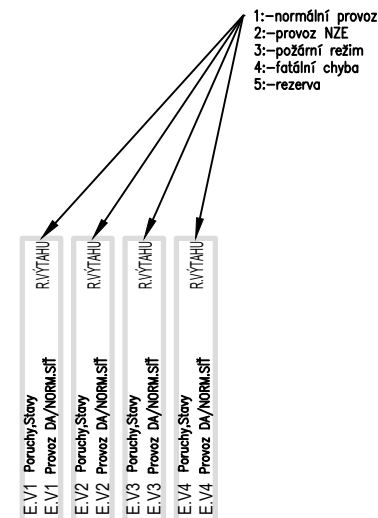 1:–normální provoz
2:–provoz NZE
3:–požární režim
4:–fatální chyba
5:–rezerva
R.VÝTAHU
E.V1 Poruchy,Stavy
E.V1 Provoz DA/NORM.SÍŤ
R.VÝTAHU
E.V2 Poruchy,Stavy
E.V2 Provoz DA/NORM.SÍŤ
R.VÝTAHU
E.V3 Poruchy,Stavy
E.V3 Provoz DA/NORM.SÍŤ
R.VÝTAHU
E.V4 Poruchy,Stavy
E.V4 Provoz DA/NORM.SÍŤ